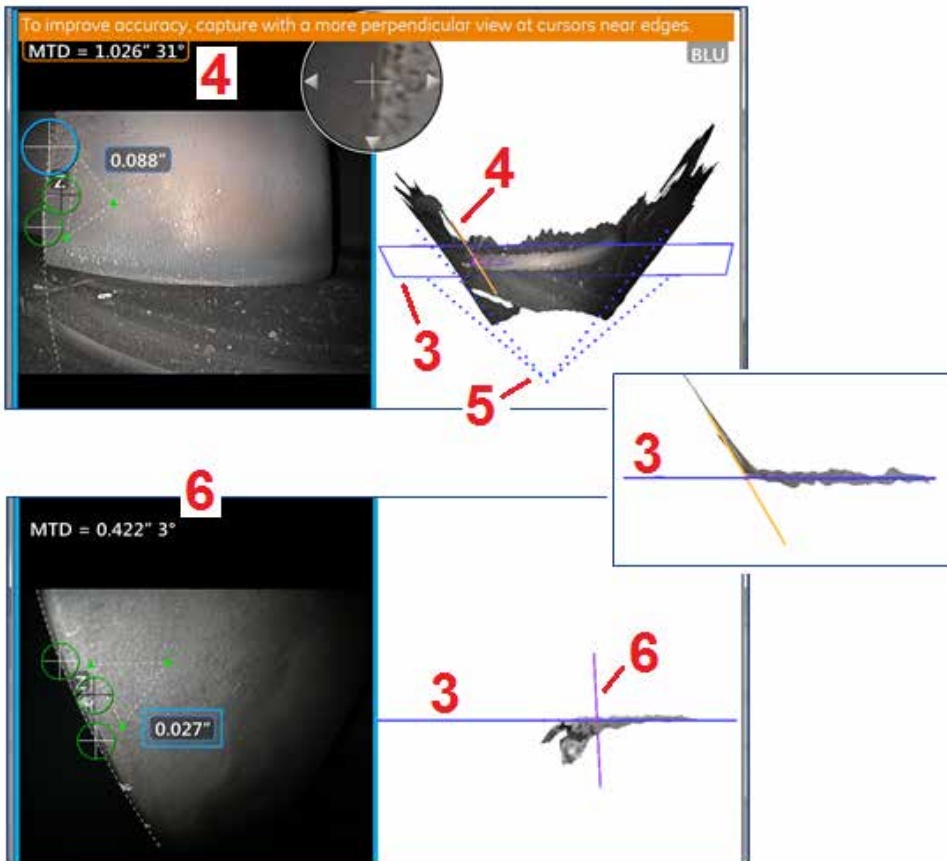 To improve accuracy, capture with a more perpendicular view at cursors near edges.
MTD = 1.026" 31°
4
BLU
0.088"
Z
4
3
5
3
6
MTD = 0.422" 3°
Z
0.027"
3
6